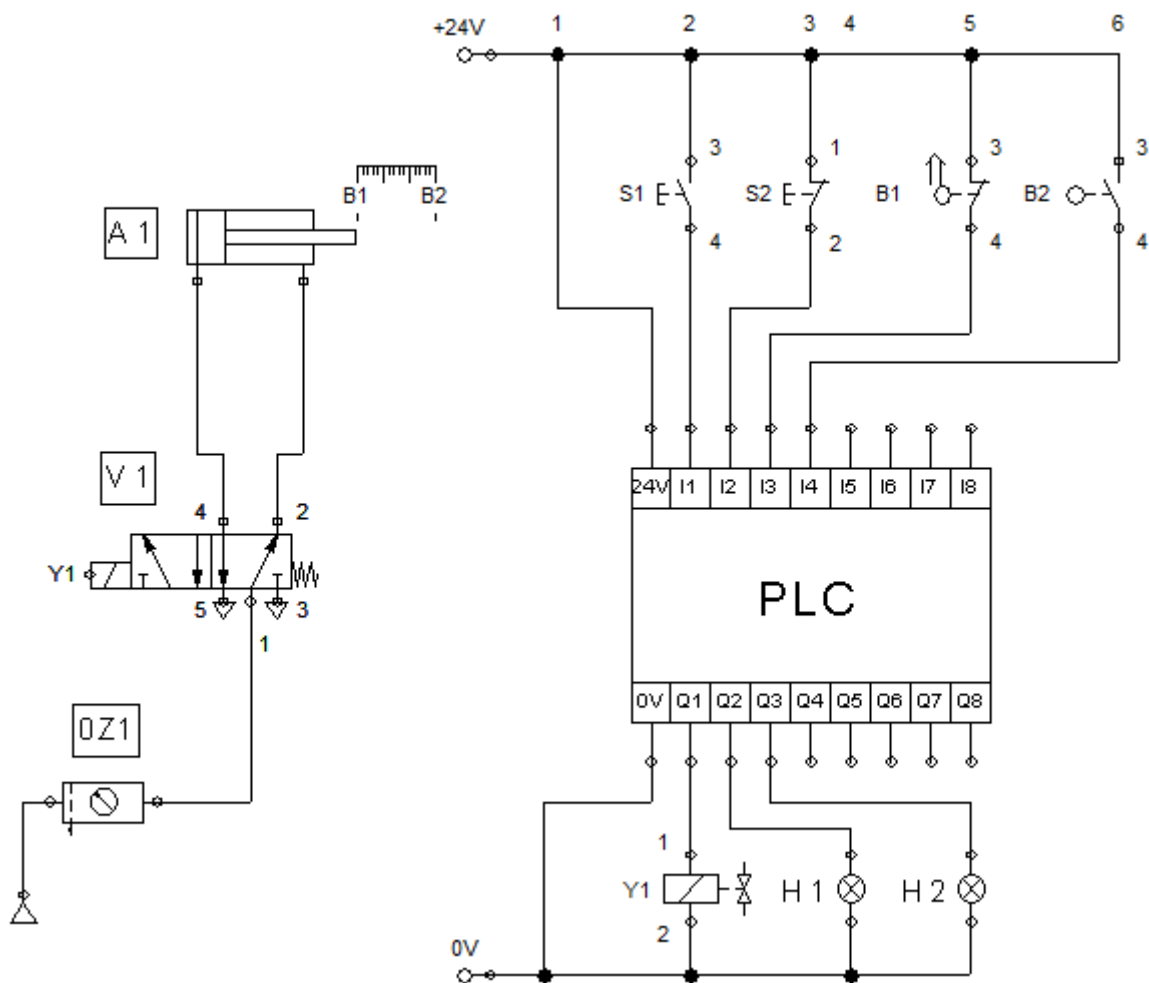 +24V 1 2 3 4 5 6
3 1 3 3
B1 B2
S1 S2 B1 B2
A 1
4 2 4 4
V 1
4 2
24V I1 I2 I3 I4 I5 I6 I7 I8
Y1
5 3
1
PLC
0Z1
0V Q1 Q2 Q3 Q4 Q5 Q6 Q7 Q8
1
Y1 H 1 H 2
2
0V